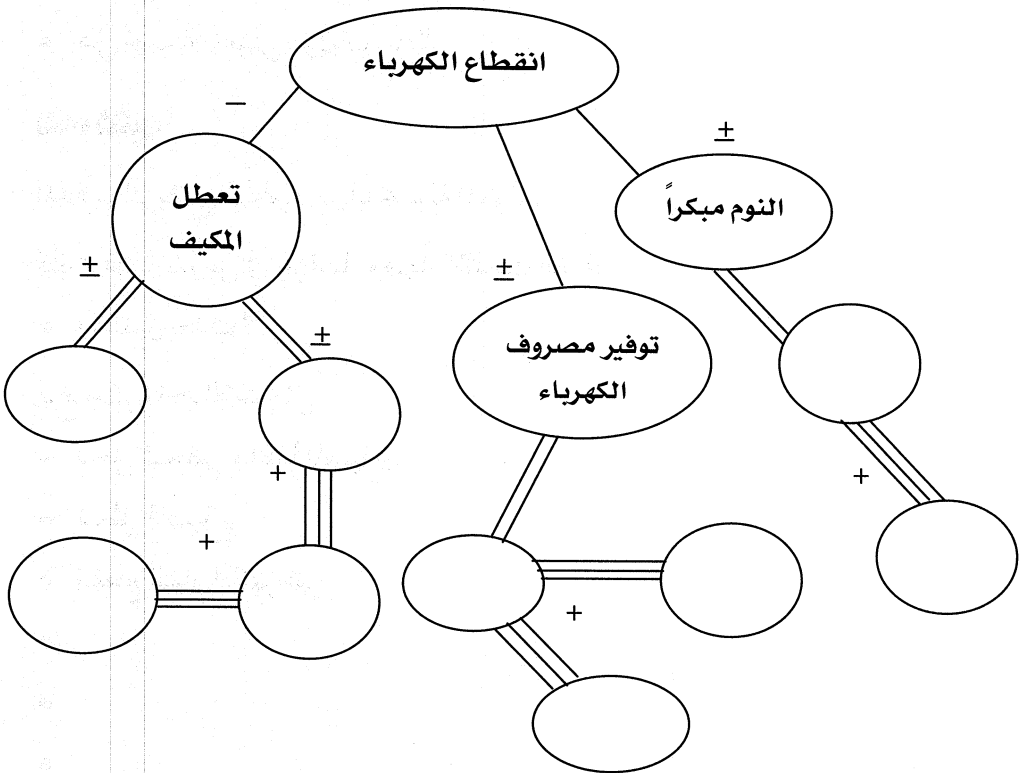 انقطاع الكهرباء
−
±
النوم مبكراً
تعطل
المكيف
±
±
توفير مصروف
الكهرباء
±
+
+
+
+